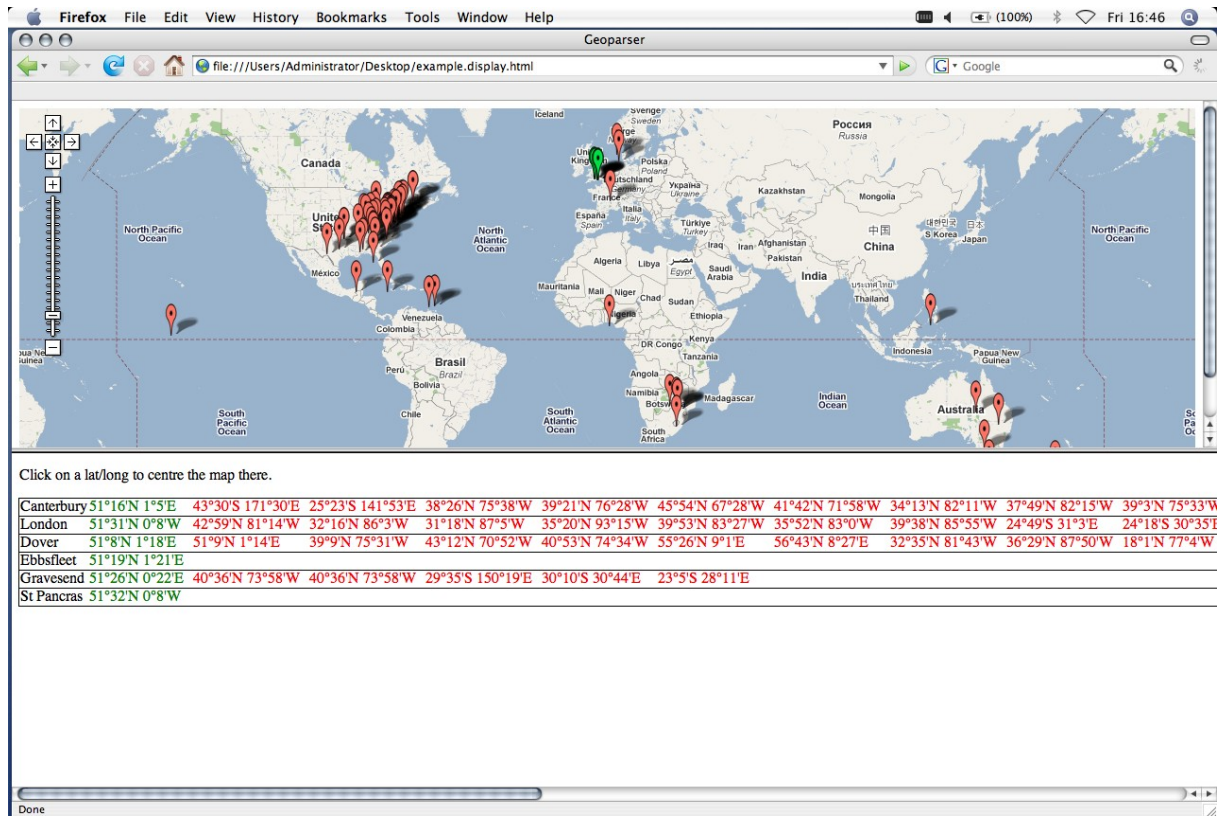 Firefox File Edit View History Bookmarks Tools Window Help (100%) Fri 16:46
Geoparser
file:///Users/Administrator/Desktop/example.display.html Google
Iceland
Sverige
Sweden
Россия
Russia
Canada
Polska
Poland
Deutschland
Germany
Україна
Ukraine
Kazakhstan
Mongolia
France
España
Spain
Italia
Italy
Türkiye
Turkey
中国
China
대한민국
S Korea
日本
Japan
North Pacific
Ocean
North
Atlantic
Ocean
North Pacific
Ocean
Iraq
Iran
Afghanistan
Pakistan
Algeria
Libya
مصر
Egypt
Saudi
Arabia
India
México
Mauritania
Mali
Niger
Chad
Sudan
Thailand
Nigeria
Ethiopia
Venezuela
Colombia
Kenya
DR Congo
Tanzania
Indonesia
Papua New
Guinea
Perú
Brasil
Brazil
Bolivia
Angola
Namibia
Madagascar
Indian
Ocean
Australia
South
Pacific
Ocean
Chile
South
Atlantic
Ocean
South
Africa
Click on a lat/long to centre the map there.
Canterbury 51°16'N 1°5'E 43°30'S 171°30'E 25°23'S 141°53'E 38°26'N 75°38'W 39°21'N 76°28'W 45°54'N 67°28'W 41°42'N 71°58'W 34°13'N 82°11'W 37°49'N 82°15'W 39°3'N 75°33'W
London 51°31'N 0°8'W 42°59'N 81°14'W 32°16'N 86°3'W 31°18'N 87°5'W 35°20'N 93°15'W 39°53'N 83°27'W 35°52'N 83°0'W 39°38'N 85°55'W 24°49'S 31°3'E 24°18'S 30°35'E
Dover 51°8'N 1°18'E 51°9'N 1°14'E 39°9'N 75°31'W 43°12'N 70°52'W 40°53'N 74°34'W 55°26'N 9°1'E 56°43'N 8°27'E 32°35'N 81°43'W 36°29'N 87°50'W 18°1'N 77°4'W
Ebbsfleet 51°19'N 1°21'E
Gravesend 51°26'N 0°22'E 40°36'N 73°58'W 40°36'N 73°58'W 29°35'S 150°19'E 30°10'S 30°44'E 23°5'S 28°11'E
St Pancras 51°32'N 0°8'W
Done